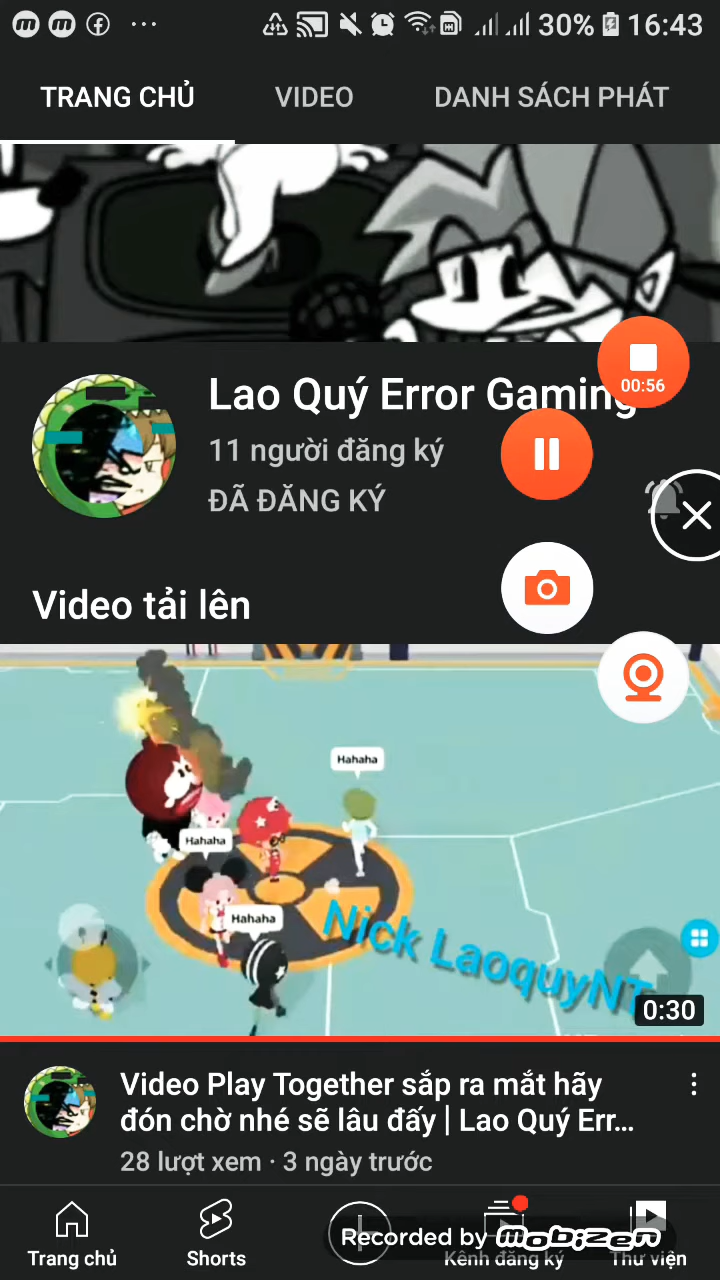 30% 16:43
TRANG CHỦ VIDEO DANH SÁCH PHÁT
Lao Quý Error Gaming
00:56
11 người đăng ký
ĐÃ ĐĂNG KÝ
Video tải lên
Hahaha
Hahaha
Hahaha
Nick LaoquyNT
0:30
Video Play Together sắp ra mắt hãy
đón chờ nhé sẽ lâu đấy | Lao Quý Err...
28 lượt xem · 3 ngày trước
Recorded by mobizen
Trang chủ Shorts Kênh đăng ký Thư viện